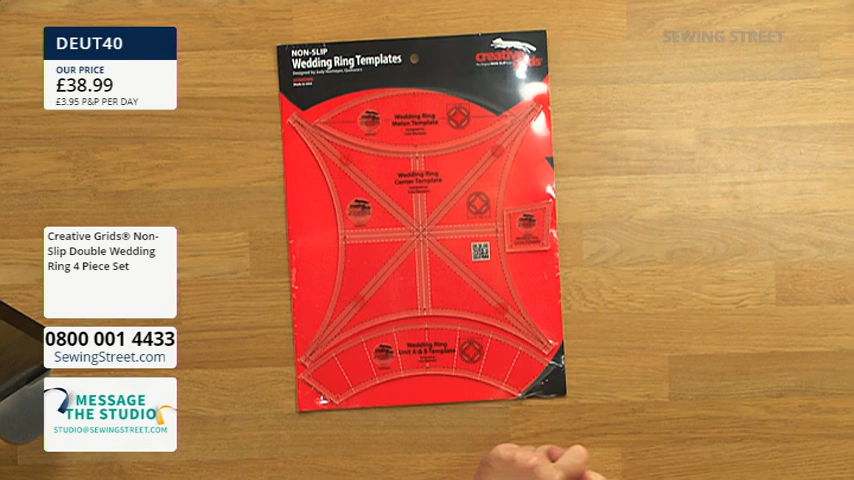 DEUT40
OUR PRICE
£38.99
£3.95 P&P PER DAY
Creative Grids® Non-
Slip Double Wedding
Ring 4 Piece Set
0800 001 4433
SewingStreet.com
MESSAGE
THE STUDIO
STUDIO@SEWINGSTREET.COM
SEWING STREET
NON-SLIP
Wedding Ring Templates
creative
grids
Wedding Ring
Melon Template
Wedding Ring
Center Template
Wedding Ring
Unit A & B Template